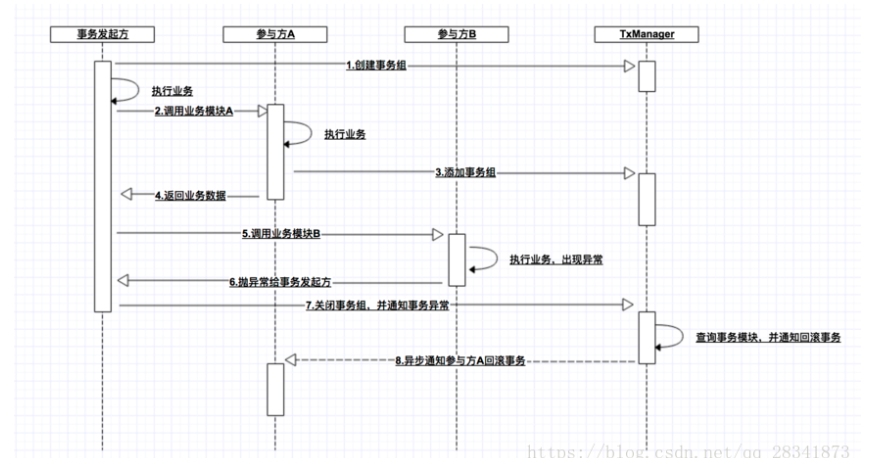 事务发起方
参与方A
参与方B
TxManager
1.创建事务组
执行业务
2.调用业务模块A
执行业务
3.添加事务组
4.返回业务数据
5.调用业务模块B
执行业务，出现异常
6.抛异常给事务发起方
7.关闭事务组，并通知事务异常
查询事务模块，并通知回滚事务
8.异步通知参与方A回滚事务
https://blog.csdn.net/qq_28341873